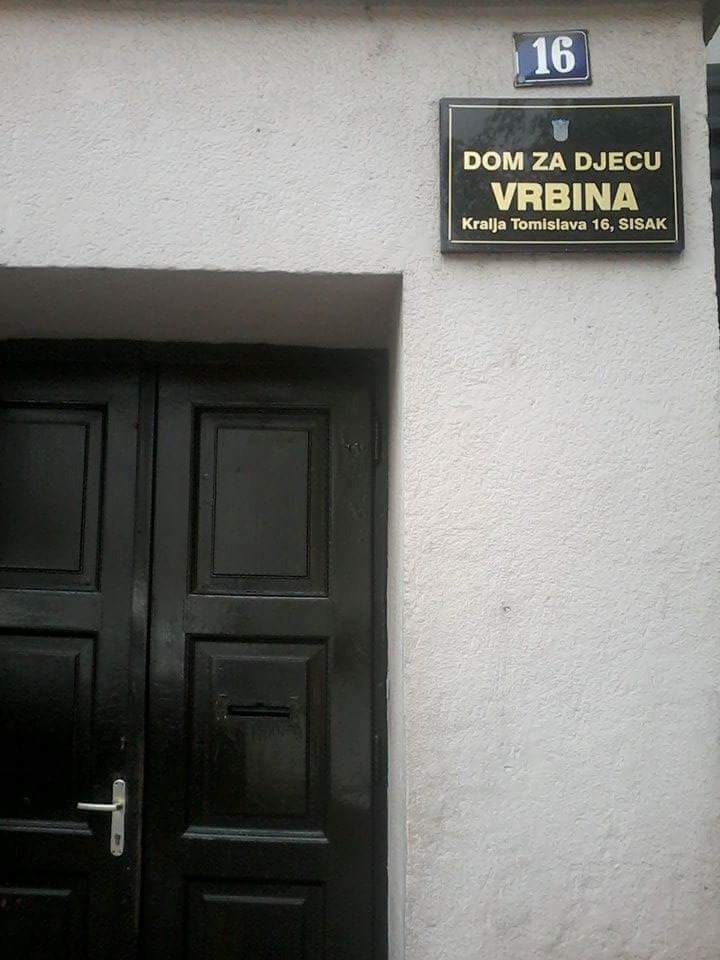 16
DOM ZA DJECU
VRBINA
Kralja Tomislava 16, SISAK